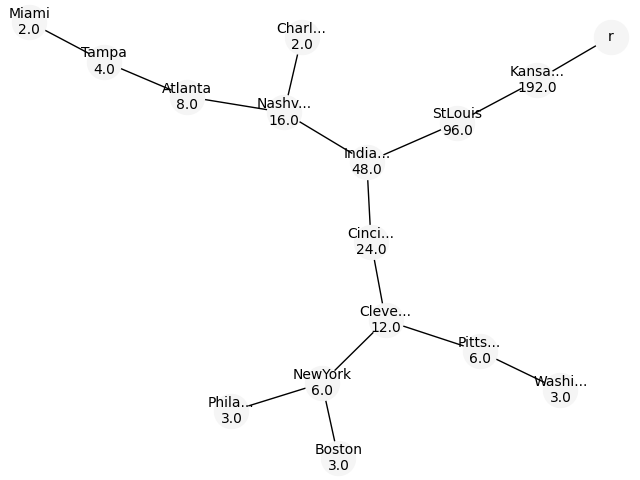 Miami
2.0
Charl...
2.0
r
Tampa
4.0
Kansa...
192.0
Atlanta
8.0
Nashv...
16.0
StLouis
96.0
India...
48.0
Cinci...
24.0
Cleve...
12.0
Pitts...
6.0
NewYork
6.0
Washi...
3.0
Phila...
3.0
Boston
3.0